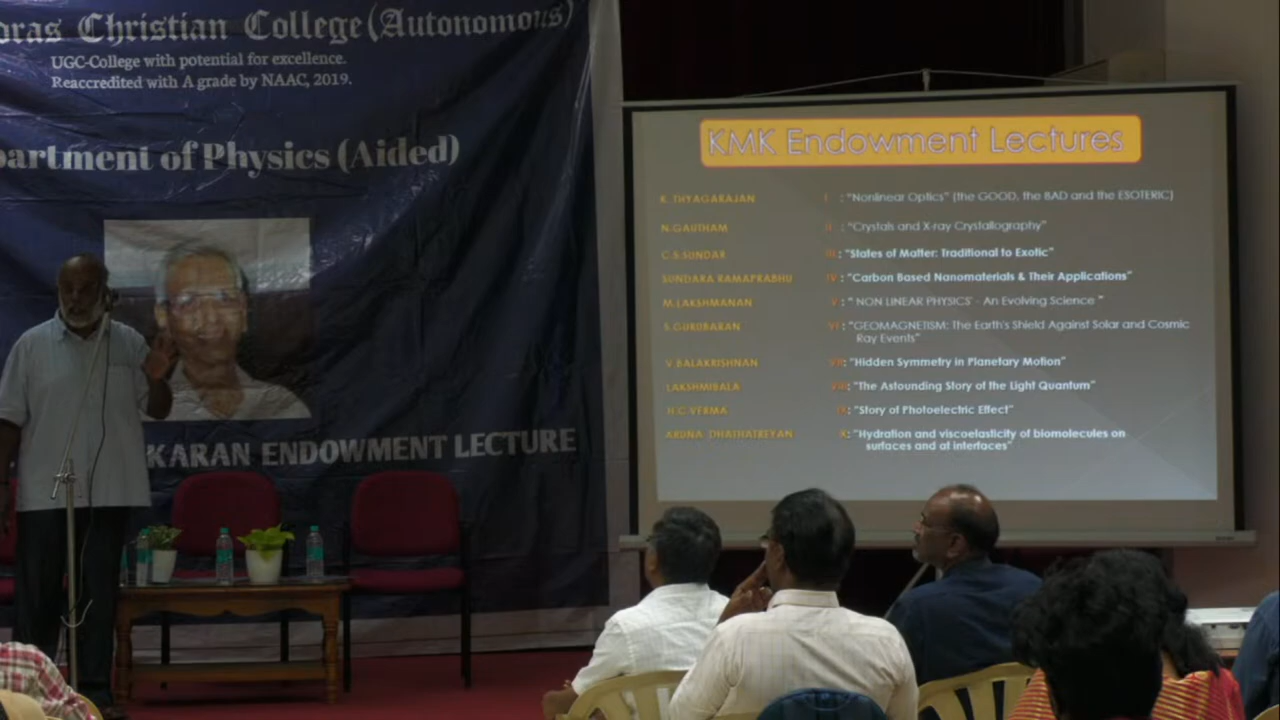 dras Christian College (Autonomous)
UGC-College with potential for excellence.
Reaccredited with A grade by NAAC, 2019.
partment of Physics (Aided)
KARAN ENDOWMENT LECTURE
KMK Endowment Lectures
K. THYAGARAJAN I : "Nonlinear Optics" (the GOOD, the BAD and the ESOTERIC)
N.GAUTHAM II : "Crystals and X-ray Crystallography"
C.S.SUNDAR III : "States of Matter: Traditional to Exotic"
SUNDARA RAMAPRABHU IV : "Carbon Based Nanomaterials & Their Applications"
M.LAKSHMANAN V : " NON LINEAR PHYSICS' - An Evolving Science "
S.GURUBARAN VI : "GEOMAGNETISM: The Earth's Shield Against Solar and Cosmic
Ray Events"
V.BALAKRISHNAN VII: "Hidden Symmetry in Planetary Motion"
LAKSHMIBALA VIII: "The Astounding Story of the Light Quantum"
H.C.VERMA IX: "Story of Photoelectric Effect"
ARUNA DHATHATREYAN X: "Hydration and viscoelasticity of biomolecules on
surfaces and at interfaces"